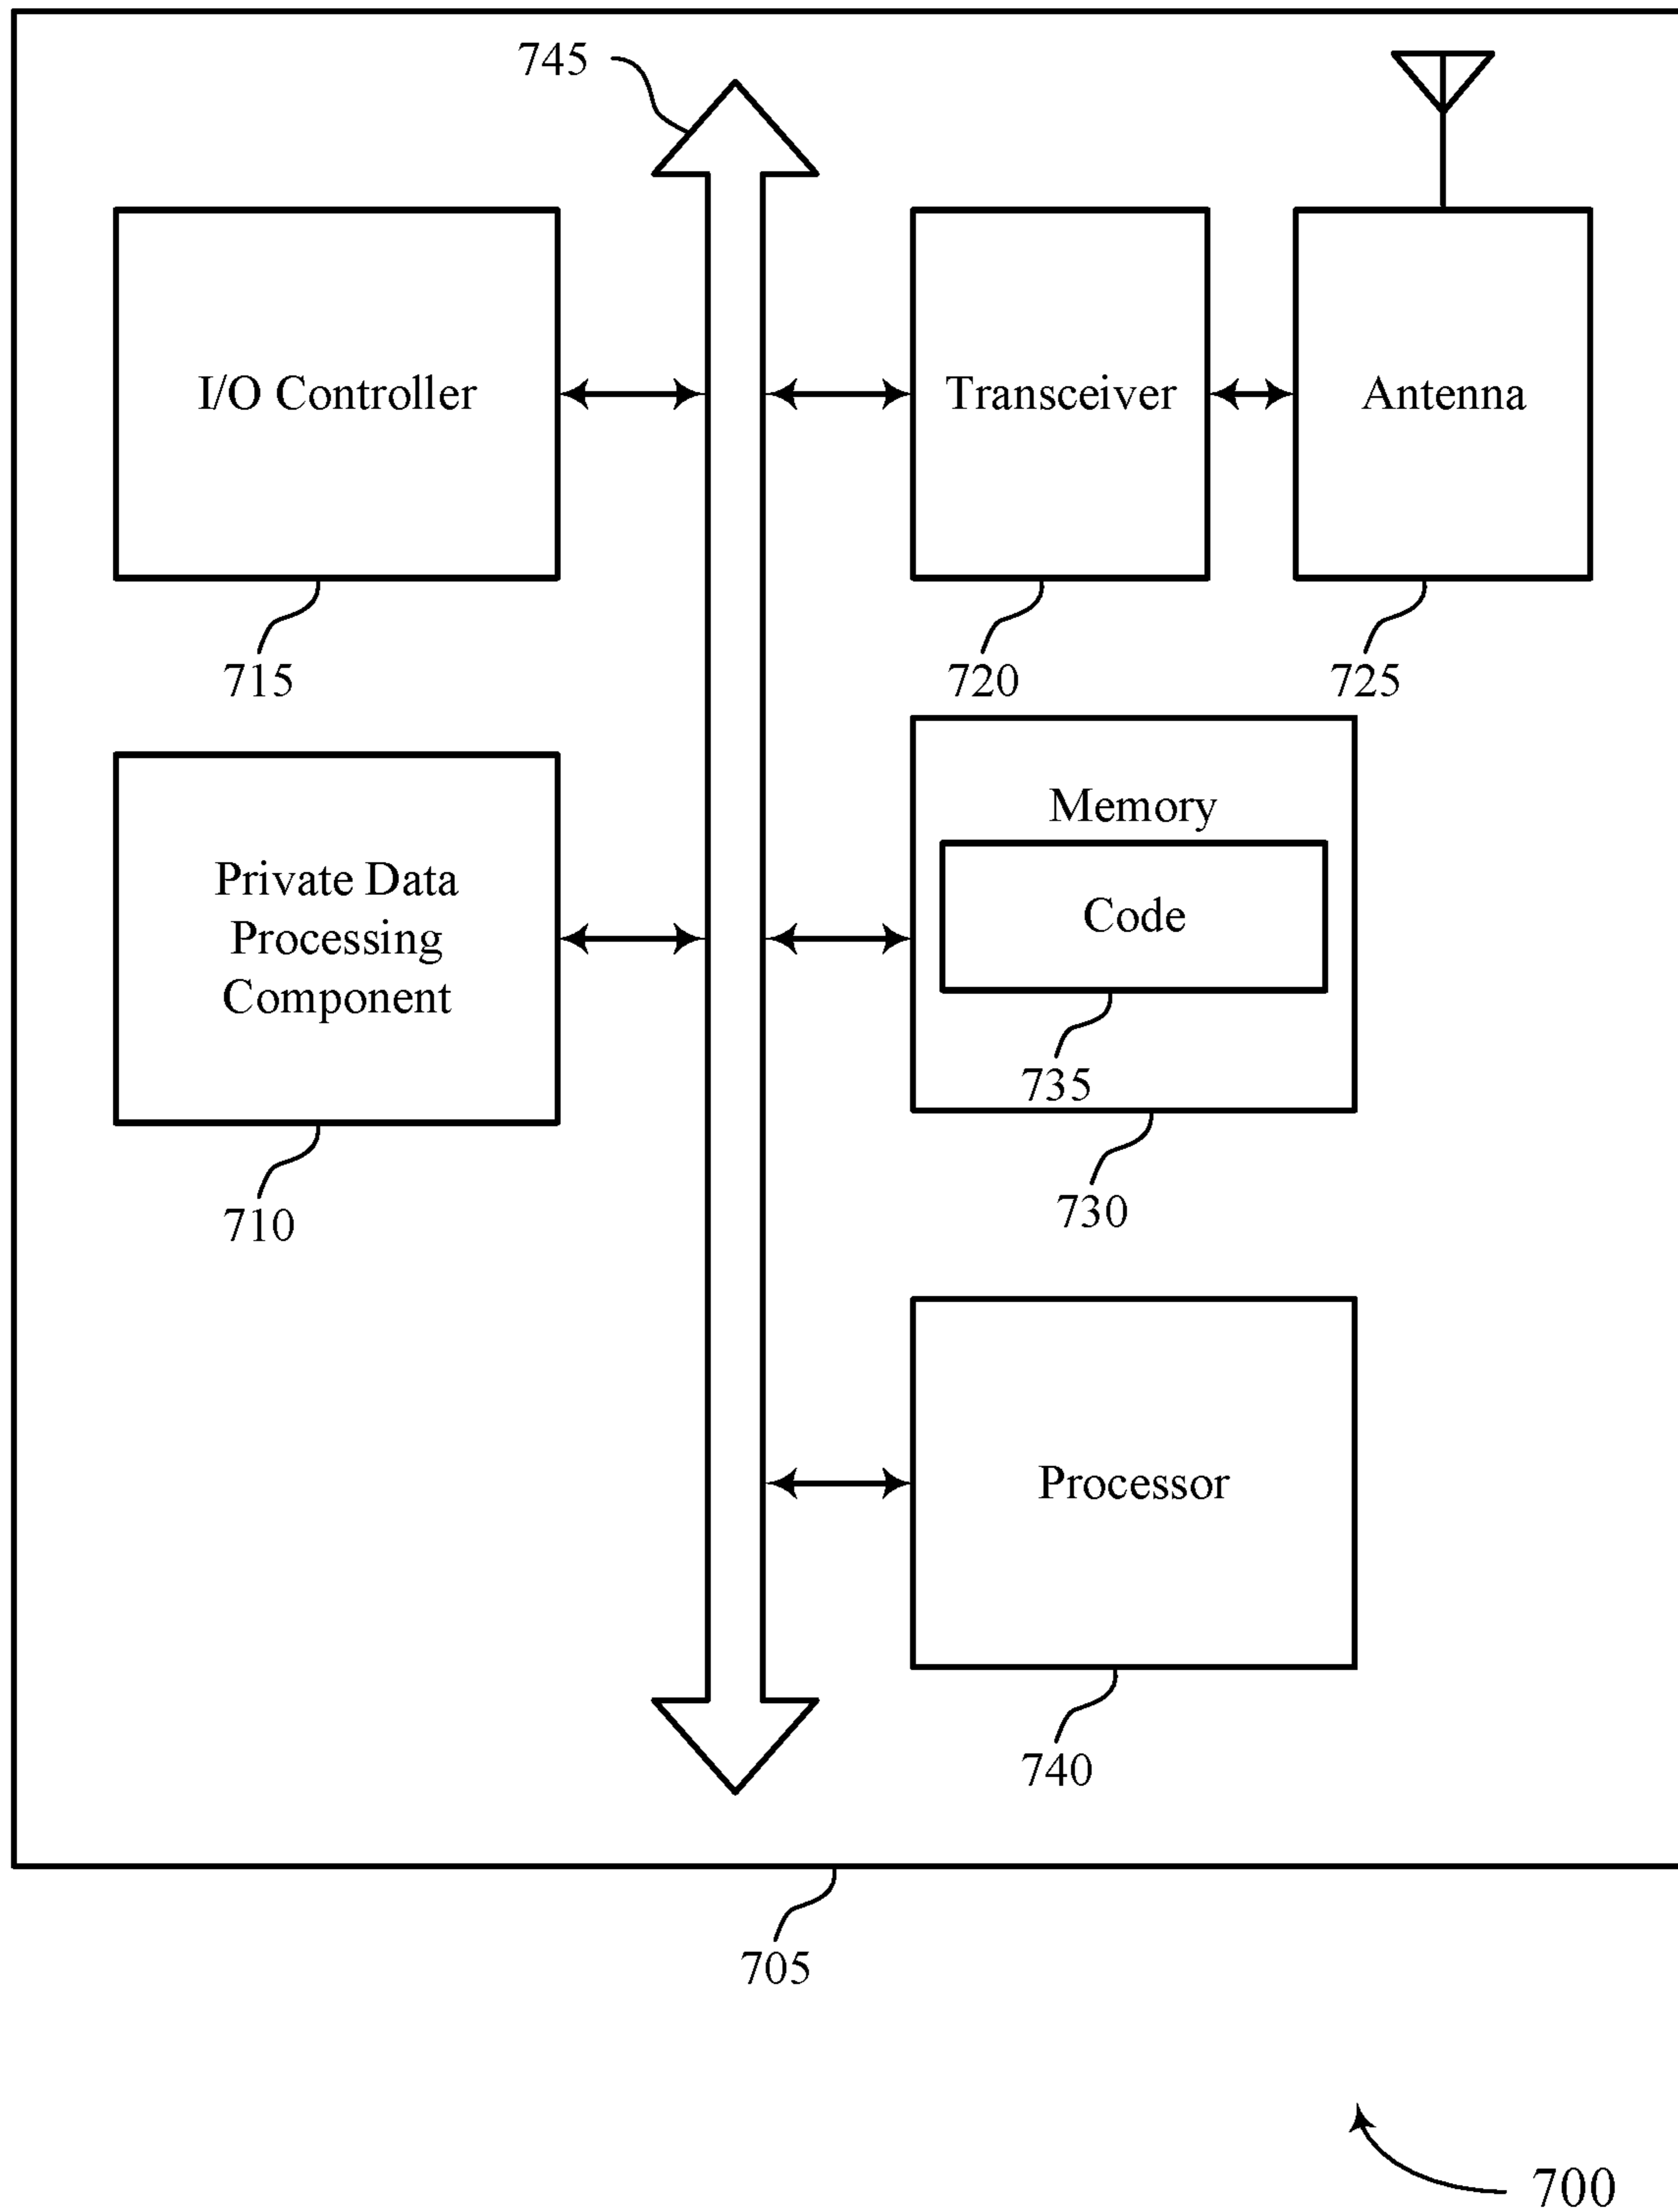 745
I/O Controller
Transceiver
Antenna
715
720
725
Private Data
Processing
Component
Memory
Code
735
710
730
Processor
740
705
700